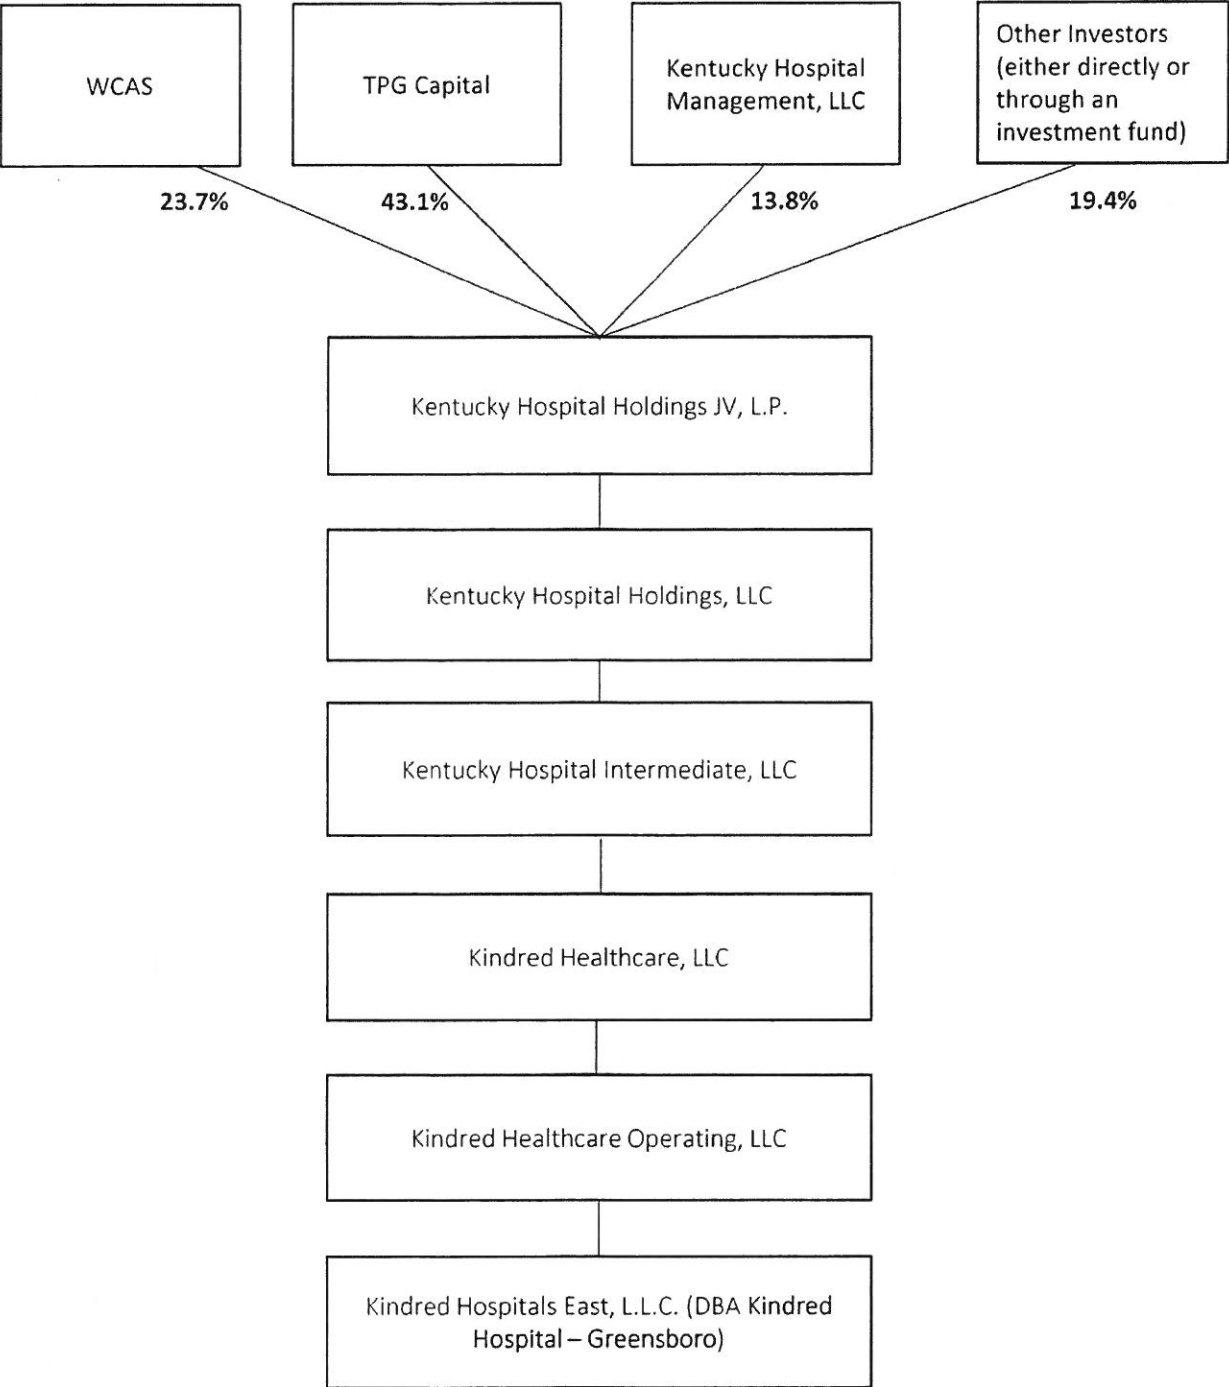 WCAS
TPG Capital
Kentucky Hospital
Management, LLC
Other Investors
(either directly or
through an
investment fund)
23.7%
43.1%
13.8%
19.4%
Kentucky Hospital Holdings JV, L.P.
Kentucky Hospital Holdings, LLC
Kentucky Hospital Intermediate, LLC
Kindred Healthcare, LLC
Kindred Healthcare Operating, LLC
Kindred Hospitals East, L.L.C. (DBA Kindred
Hospital – Greensboro)